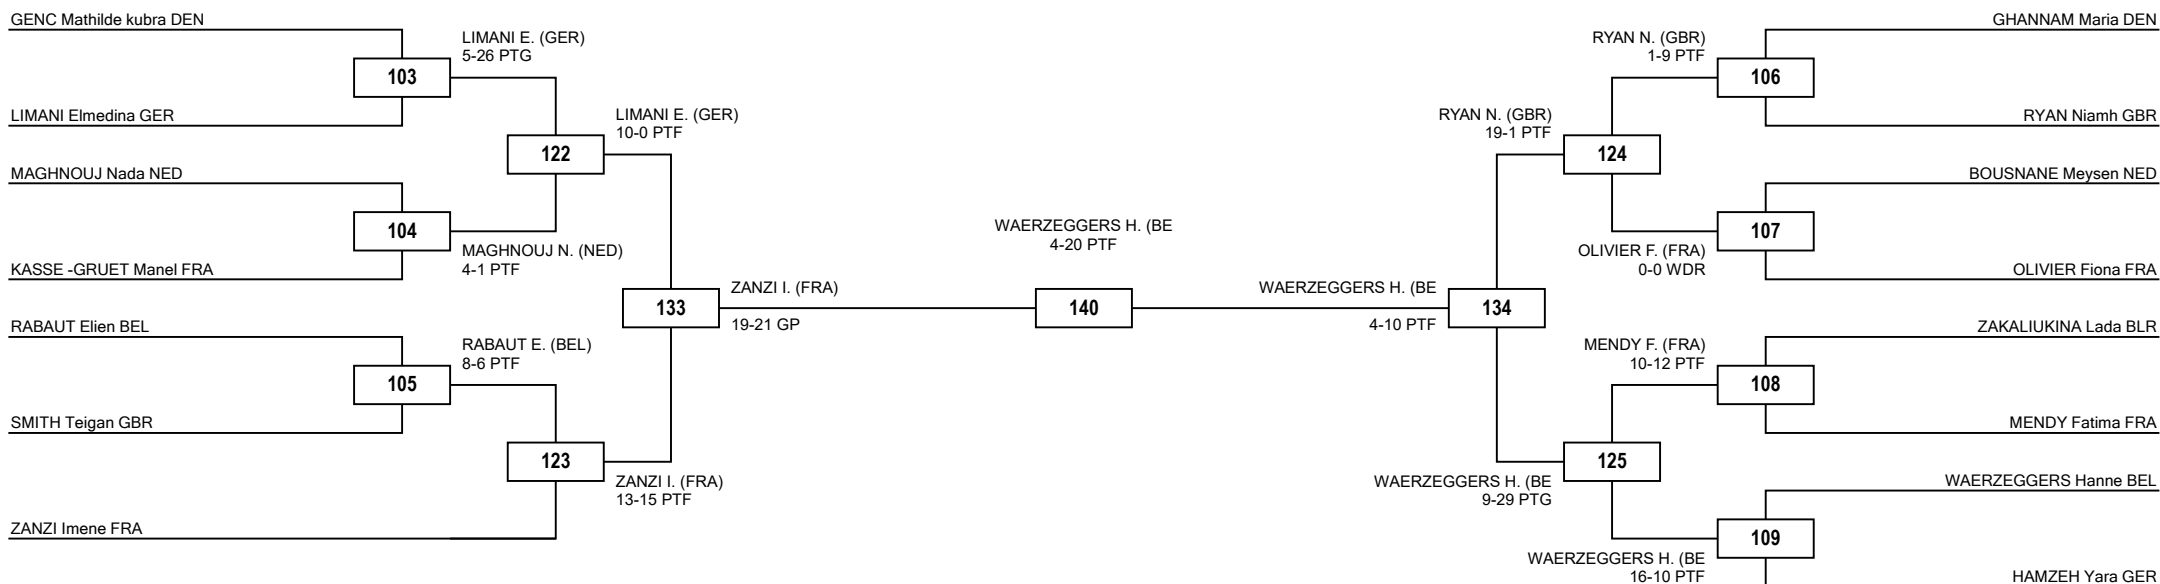 GENC Mathilde kubra DEN
LIMANI E. (GER)
5-26 PTG
103
LIMANI Elmedina GER
LIMANI E. (GER)
10-0 PTF
122
MAGHNOUJ Nada NED
104
MAGHNOUJ N. (NED)
4-1 PTF
KASSE -GRUET Manel FRA
133
ZANZI I. (FRA)
19-21 GP
RABAUT Elien BEL
RABAUT E. (BEL)
8-6 PTF
105
SMITH Teigan GBR
123
ZANZI I. (FRA)
13-15 PTF
ZANZI Imene FRA
WAERZEGGERS H. (BE
4-20 PTF
140
GHANNAM Maria DEN
RYAN N. (GBR)
1-9 PTF
106
RYAN Niamh GBR
RYAN N. (GBR)
19-1 PTF
124
BOUSNANE Meysen NED
107
OLIVIER F. (FRA)
0-0 WDR
OLIVIER Fiona FRA
WAERZEGGERS H. (BE
4-10 PTF
134
ZAKALIUKINA Lada BLR
MENDY F. (FRA)
10-12 PTF
108
MENDY Fatima FRA
125
WAERZEGGERS H. (BE
9-29 PTG
WAERZEGGERS Hanne BEL
109
WAERZEGGERS H. (BE
16-10 PTF
HAMZEH Yara GER